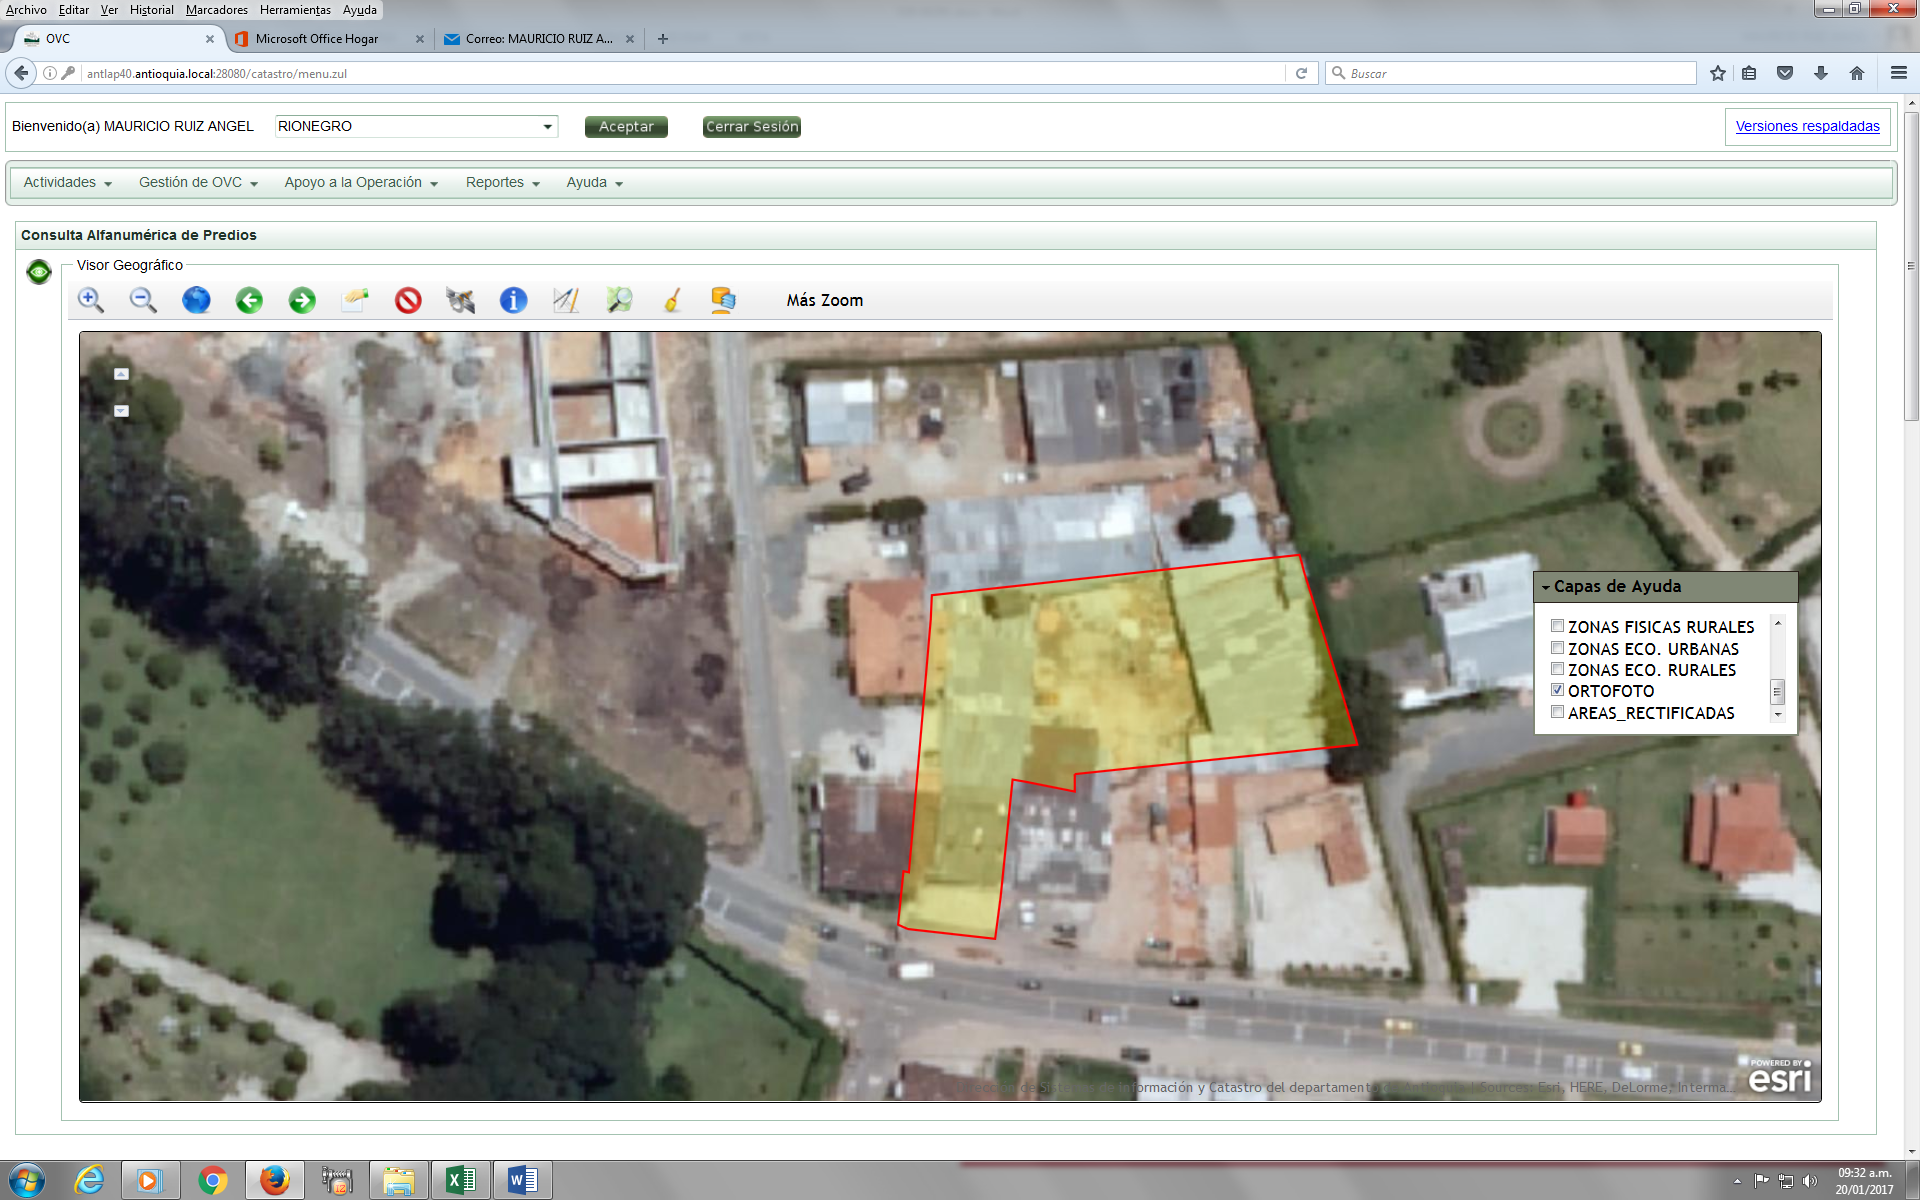 Archivo Editar Ver Historial Marcadores Herramientas Ayuda
OVC
Microsoft Office Hogar
Correo: MAURICIO RUIZ A...
antlap40.antioquia.local:28080/catastro/menu.zul
Buscar
Bienvenido(a) MAURICIO RUIZ ANGEL
RIONEGRO
Aceptar
Cerrar Sesión
Versiones respaldadas
Actividades
Gestión de OVC
Apoyo a la Operación
Reportes
Ayuda
Consulta Alfanumérica de Predios
Visor Geográfico
Más Zoom
Capas de Ayuda
ZONAS FISICAS RURALES
ZONAS ECO. URBANAS
ZONAS ECO. RURALES
ORTOFOTO
AREAS_RECTIFICADAS
POWERED BY
esri
Información y Catastro del departamento Sources: Esri, HERE, DeLorme, Interma...
09:32 a.m.
20/01/2017